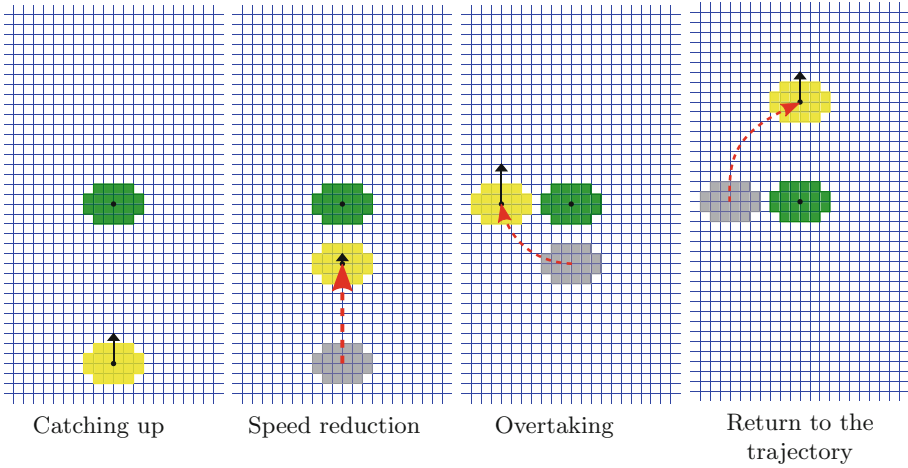 Catching up
Speed reduction
Overtaking
Return to the
trajectory